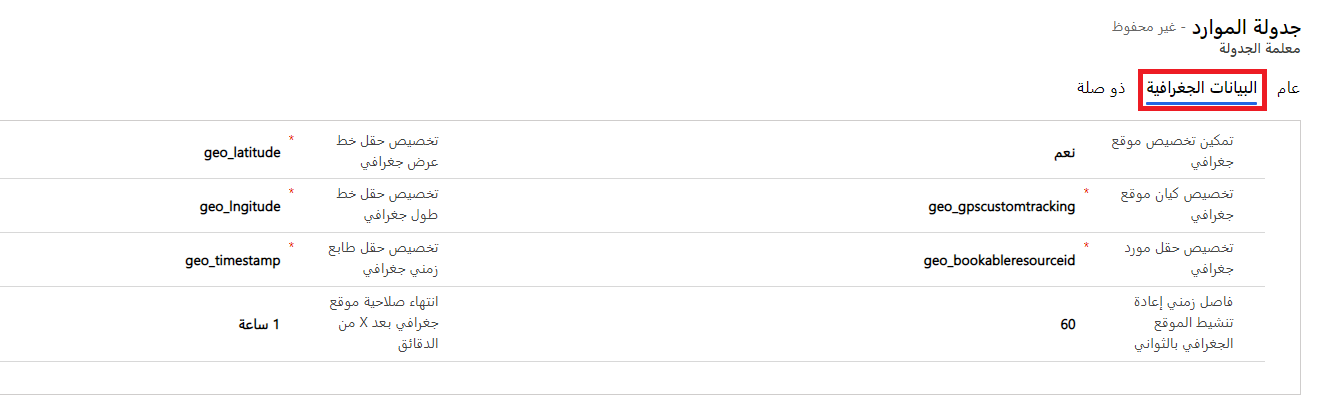 جدولة الموارد - غير محفوظ
معلمة الجدولة
عام البيانات الجغرافية ذو صلة
تمكين تخصيص موقع
جغرافي
نعم
تخصيص حقل خط
عرض جغرافي
*
geo_latitude
تخصيص كيان موقع
جغرافي
*
geo_gpscustomtracking
تخصيص حقل خط
طول جغرافي
*
geo_lngitude
تخصيص حقل مورد
جغرافي
*
geo_bookableresourceid
تخصيص حقل طابع
زمني جغرافي
*
geo_timestamp
فاصل زمني إعادة
تنشيط الموقع
الجغرافي بالثواني
60
انتهاء صلاحية موقع
جغرافي بعد X من
الدقائق
1 ساعة